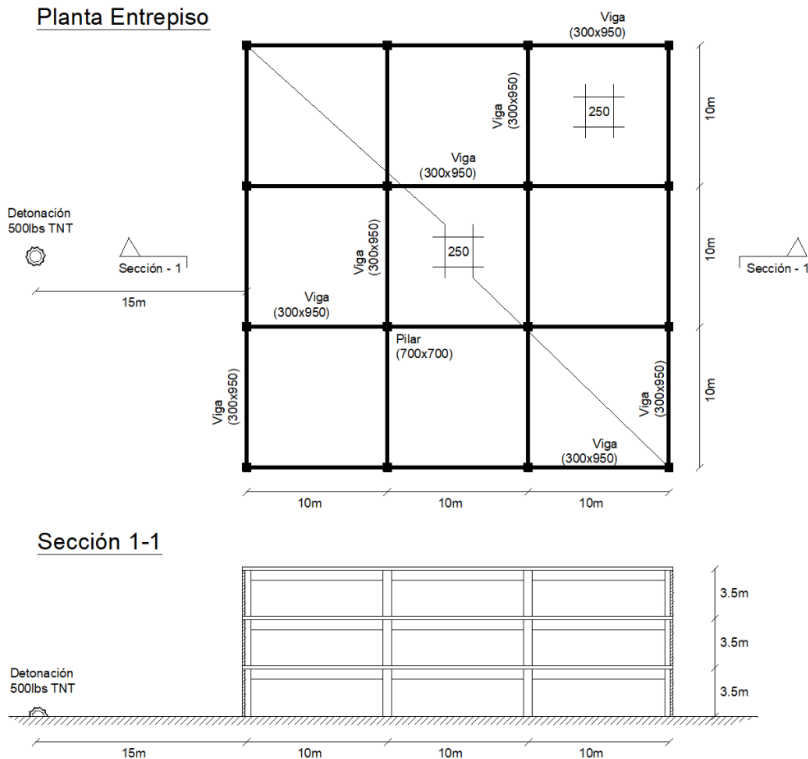 Planta Entrepiso
Viga
(300x950)
Viga
(300x950)
250
10m
Viga
(300x950)
Detonación
500lbs TNT
Viga
(300x950)
250
Sección - 1
Sección - 1
10m
15m
Viga
(300x950)
Pilar
(700x700)
Viga
(300x950)
Viga
(300x950)
10m
Viga
(300x950)
10m
10m
10m
Sección 1-1
3.5m
3.5m
3.5m
Detonación
500lbs TNT
15m
10m
10m
10m